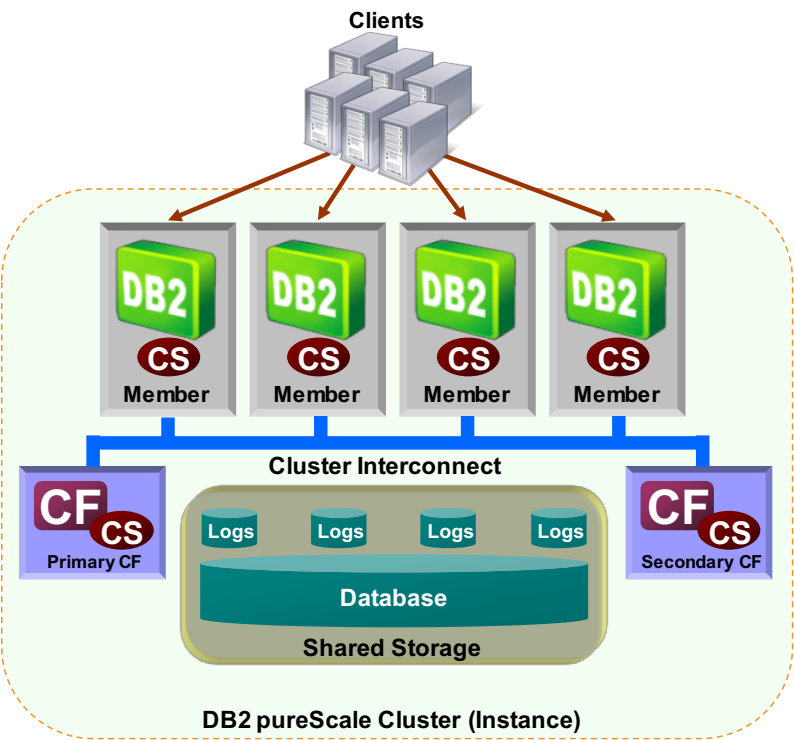 Clients
DB2 DB2 DB2 DB2
CS CS CS CS
Member Member Member Member
Cluster Interconnect
CF CS
Primary CF
CF CS
Secondary CF
Logs Logs Logs Logs
Database
Shared Storage
DB2 pureScale Cluster (Instance)